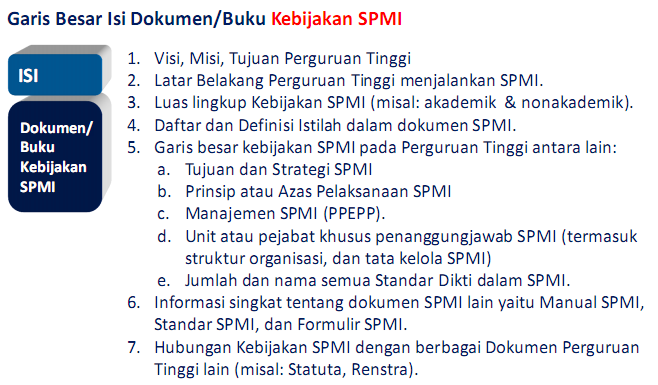 Garis Besar Isi Dokumen/Buku Kebijakan SPMI
ISI
Dokumen/
Buku
Kebijakan
SPMI
1. Visi, Misi, Tujuan Perguruan Tinggi
2. Latar Belakang Perguruan Tinggi menjalankan SPMI.
3. Luas lingkup Kebijakan SPMI (misal: akademik & nonakademik).
4. Daftar dan Definisi Istilah dalam dokumen SPMI.
5. Garis besar kebijakan SPMI pada Perguruan Tinggi antara lain:
a. Tujuan dan Strategi SPMI
b. Prinsip atau Azas Pelaksanaan SPMI
c. Manajemen SPMI (PPEPP).
d. Unit atau pejabat khusus penanggungjawab SPMI (termasuk
struktur organisasi, dan tata kelola SPMI)
e. Jumlah dan nama semua Standar Dikti dalam SPMI.
6. Informasi singkat tentang dokumen SPMI lain yaitu Manual SPMI,
Standar SPMI, dan Formulir SPMI.
7. Hubungan Kebijakan SPMI dengan berbagai Dokumen Perguruan
Tinggi lain (misal: Statuta, Renstra).